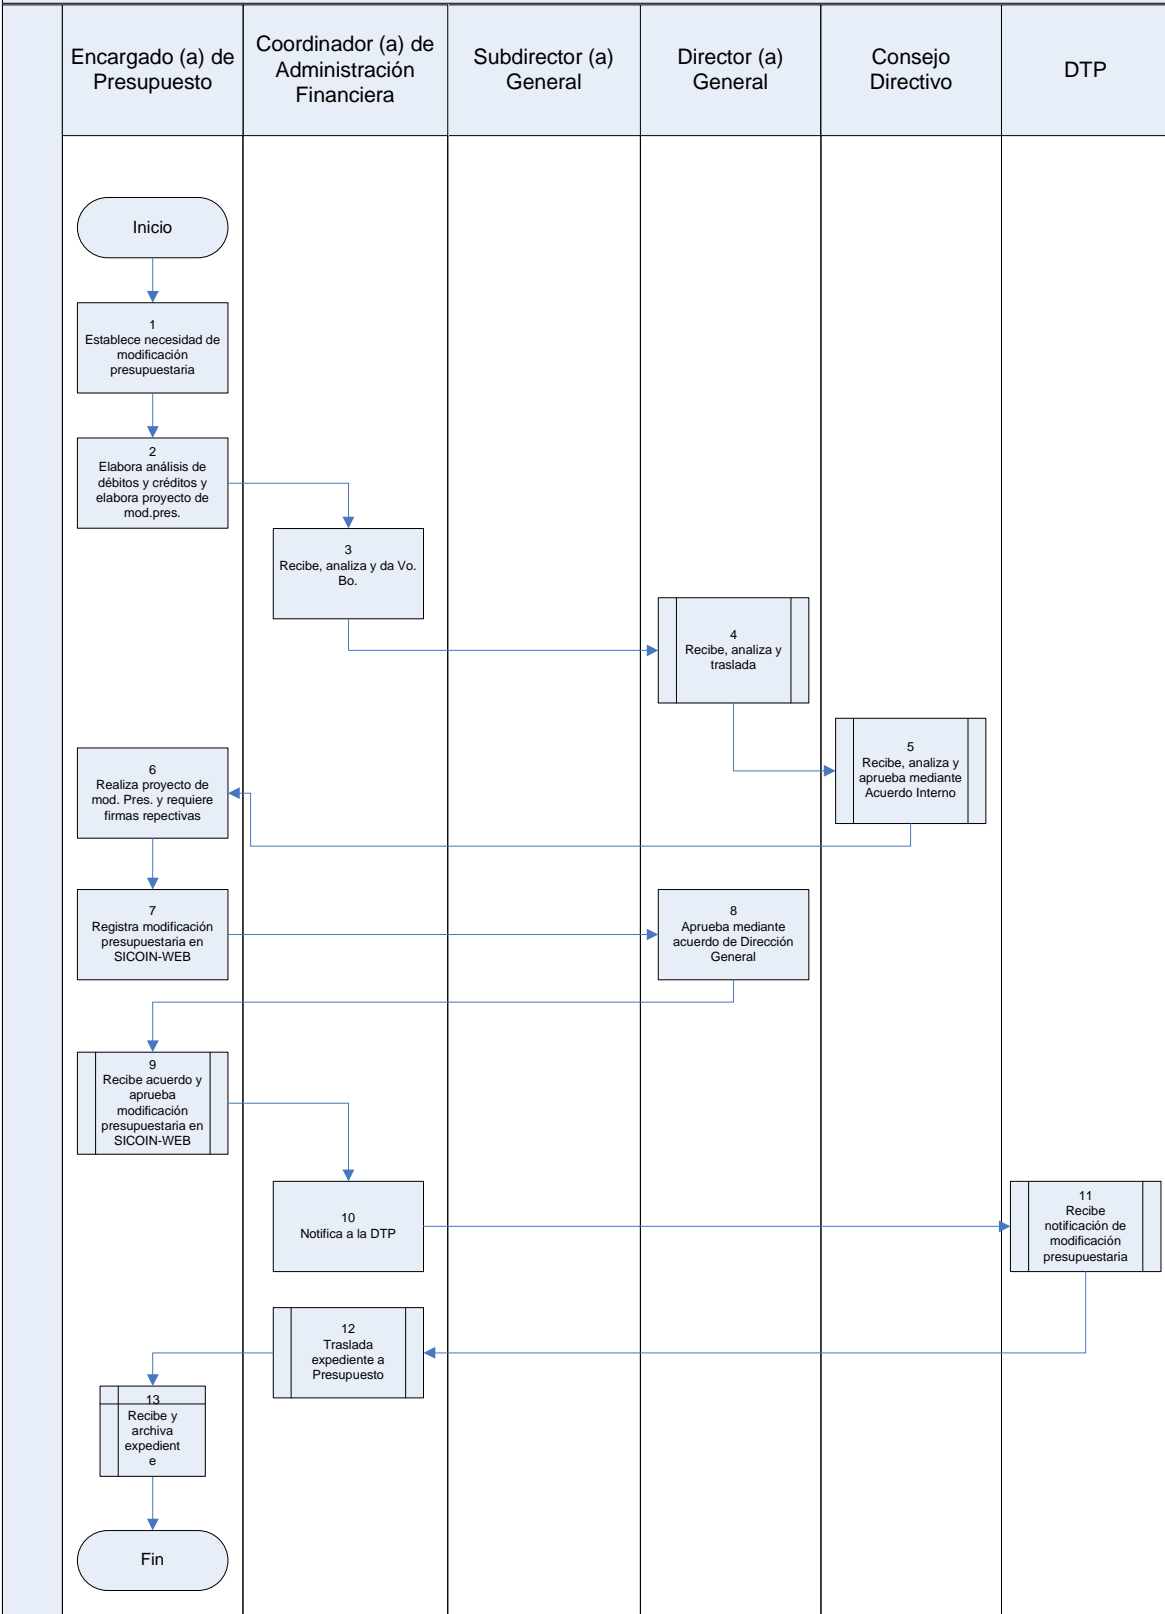 Encargado (a) de
Presupuesto
Coordinador (a) de
Administración
Financiera
Subdirector (a)
General
Director (a)
General
Consejo
Directivo
DTP
Inicio
1
Establece necesidad de
modificación
presupuestaria
2
Elabora análisis de
débitos y créditos y
elabora proyecto de
mod.pres.
3
Recibe, analiza y da Vo.
Bo.
4
Recibe, analiza y
traslada
5
Recibe, analiza y
aprueba mediante
Acuerdo Interno
6
Realiza proyecto de
mod. Pres. y requiere
firmas repectivas
7
Registra modificación
presupuestaria en
SICOIN-WEB
8
Aprueba mediante
acuerdo de Dirección
General
9
Recibe acuerdo y
aprueba
modificación
presupuestaria en
SICOIN-WEB
10
Notifica a la DTP
11
Recibe
notificación de
modificación
presupuestaria
12
Traslada
expediente a
Presupuesto
13
Recibe y
archiva
expedient
e
Fin